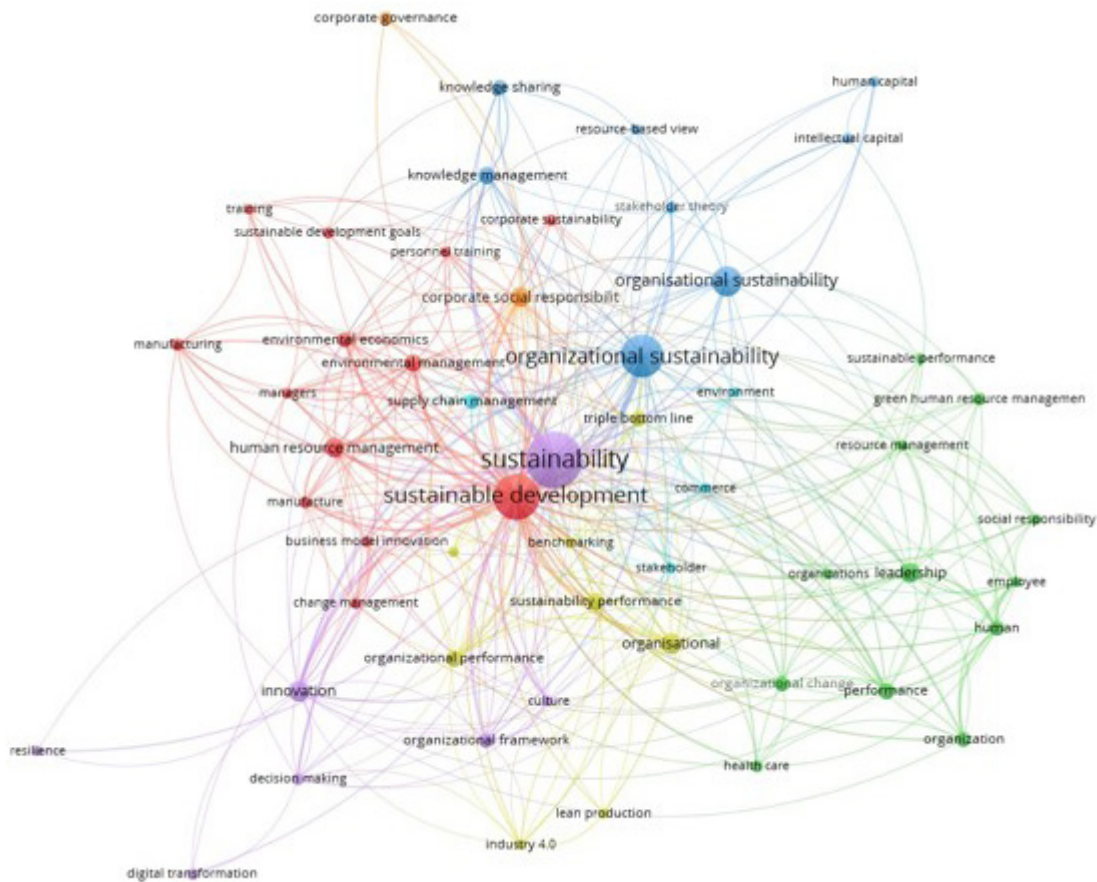 corporate governance
human capital
knowledge sharing
resource-based view
intellectual capital
knowledge management
stakeholder theory
training
corporate sustainability
sustainable development goals
personnel training
organisational sustainability
corporate social responsibilit
environmental economics
manufacturing
organizational sustainability
sustainable performance
environmental management
managers
environment
green human resource managemen
supply chain management
triple bottom line
human resource management
resource management
sustainability
commerce
sustainable development
manufacture
social responsibility
business model innovation
benchmarking
stakeholder
organizations
leadership
employee
change management
sustainability performance
human
organisational
organizational performance
organizational change
performance
innovation
culture
organizational framework
organization
resilience
health care
decision making
lean production
industry 4.0
digital transformation